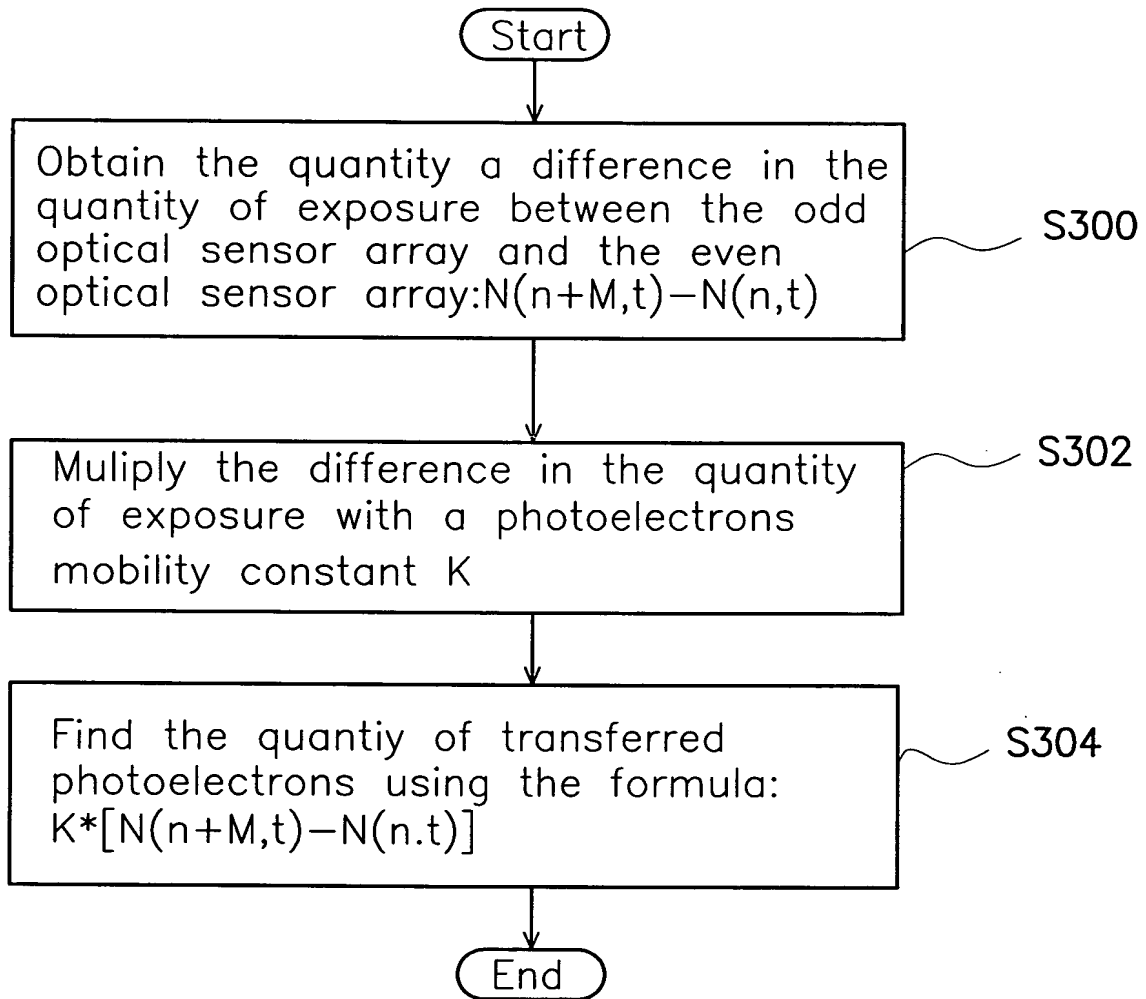 Start
Obtain the quantity a difference in the
quantity of exposure between the odd
optical sensor array and the even
optical sensor array:N(n+M,t)−N(n,t)
S300
Muliply the difference in the quantity
of exposure with a photoelectrons
mobility constant K
S302
Find the quantiy of transferred
photoelectrons using the formula:
K*[N(n+M,t)−N(n.t)]
S304
End